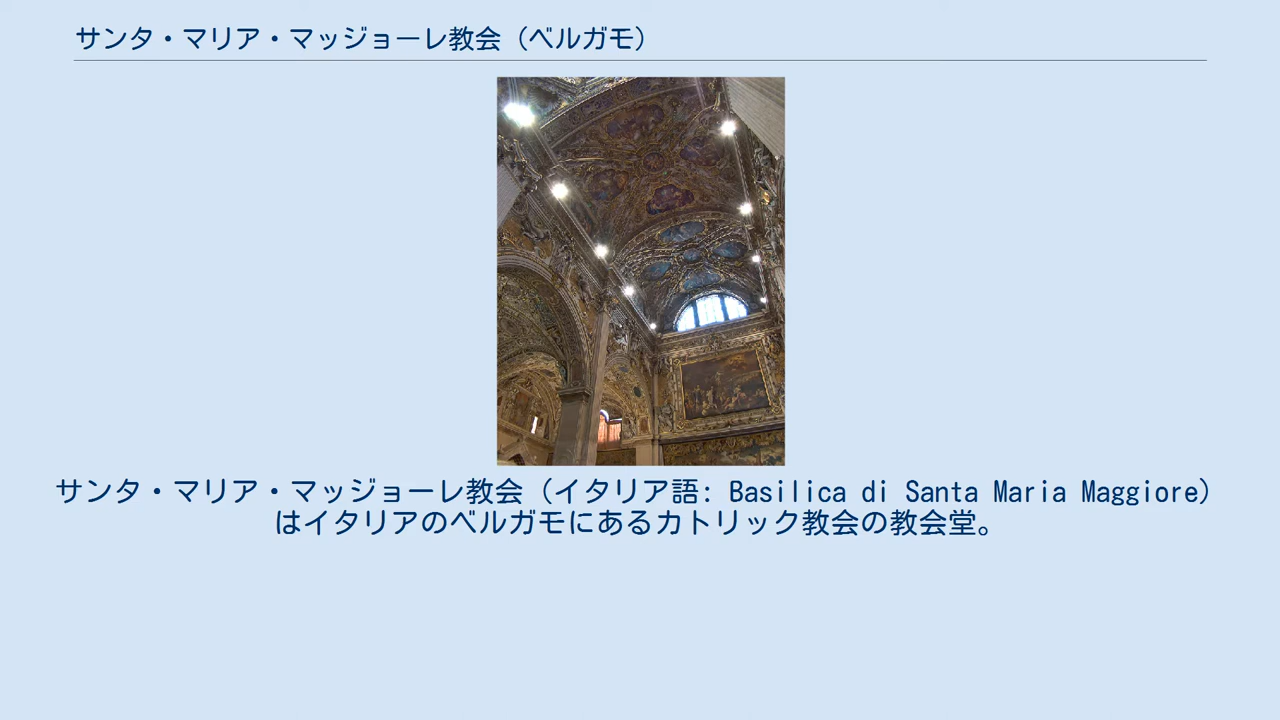 サンタ・マリア・マッジョーレ教会（ベルガモ）
サンタ・マリア・マッジョーレ教会（イタリア語: Basilica di Santa Maria Maggiore）
はイタリアのベルガモにあるカトリック教会の教会堂。